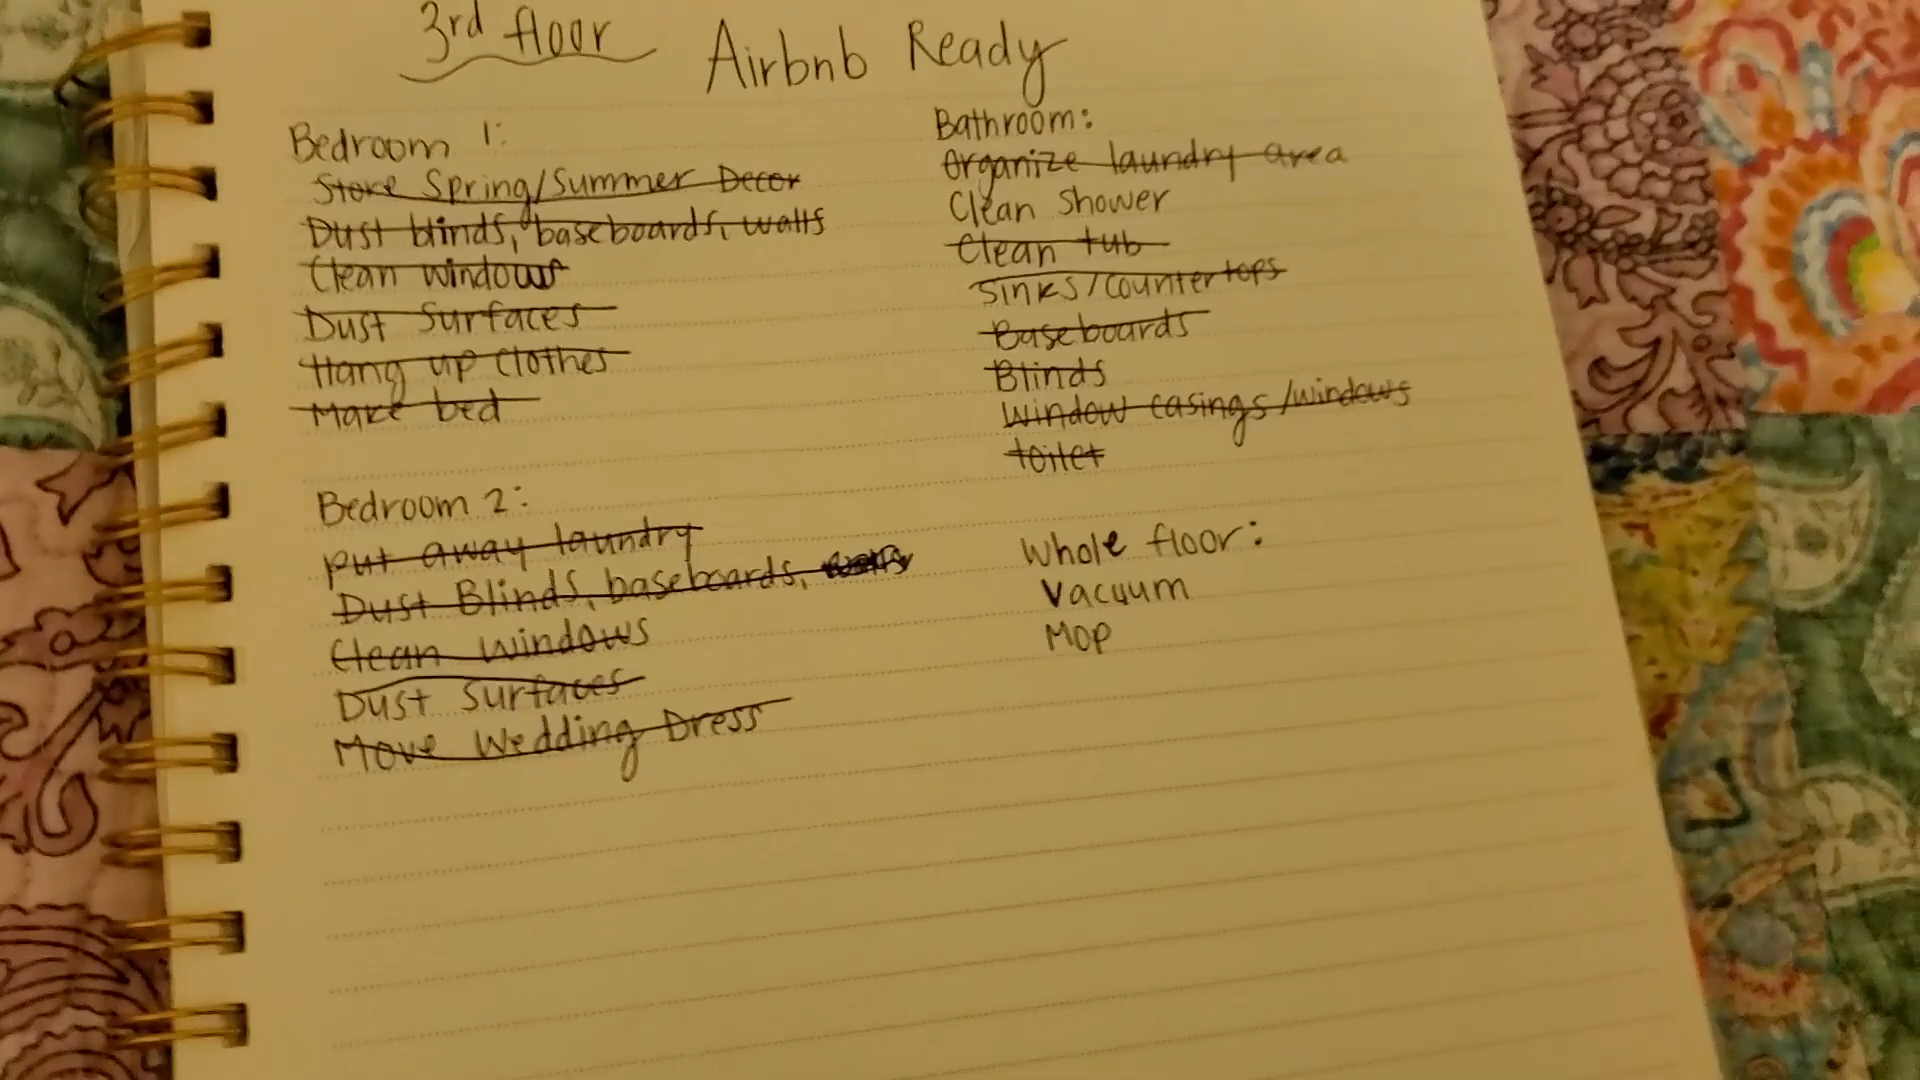 3rd floor Airbnb Ready
Bedroom 1:
Store Spring/Summer Decor
Dust blinds, baseboards, walls
Clean windows
Dust Surfaces
Hang up clothes
Make bed
Bedroom 2:
put away laundry
Dust Blinds, baseboards,
Clean Windows
Dust Surfaces
Move Wedding Dress
Bathroom:
Organize laundry area
Clean Shower
Clean tub
Sinks/Countertops
Baseboards
Blinds
Window casings/windows
toilet
Whole floor:
Vacuum
Mop